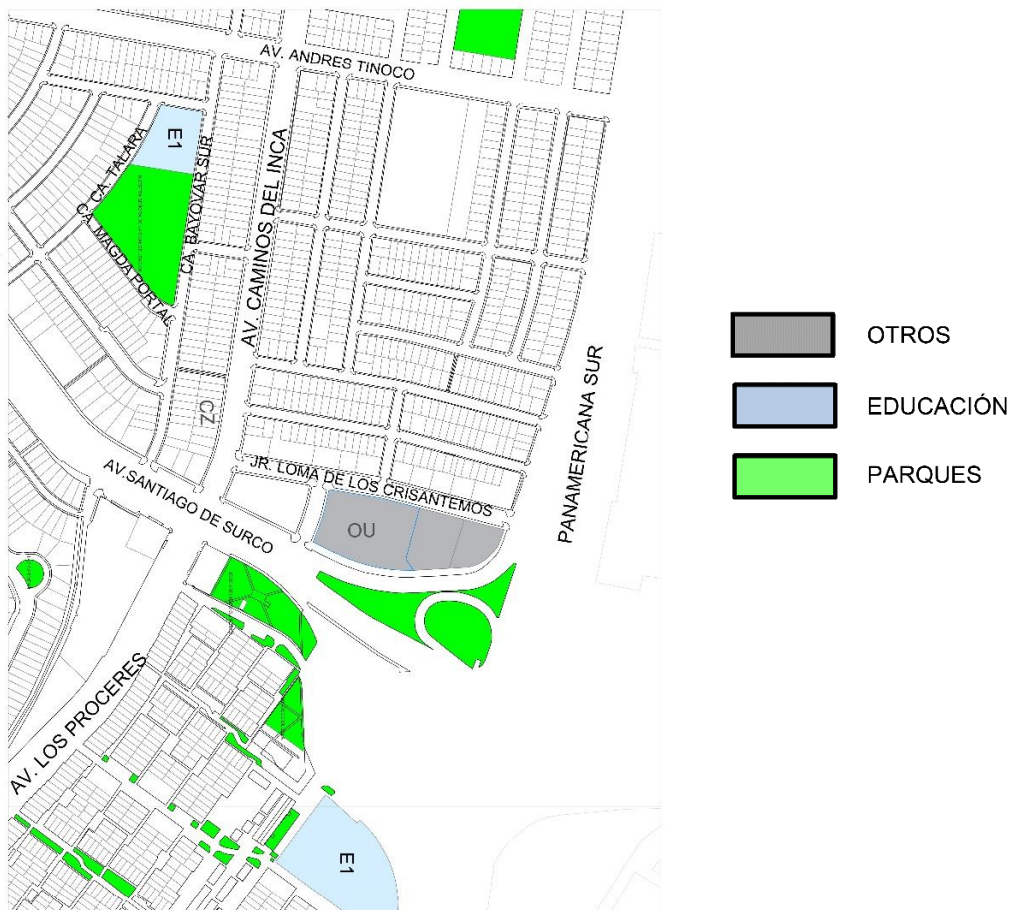 AV. ANDRES TINOCO
E1
CA. TALARA
CA. BAYOVAR SUR
CA. MAGDA PORTAL
AV. CAMINOS DEL INCA
CZ
PANAMERICANA SUR
JR. LOMA DE LOS CRISANTEMOS
AV.SANTIAGO DE SURCO
OU
AV. LOS PROCERES
E1
OTROS
EDUCACIÓN
PARQUES